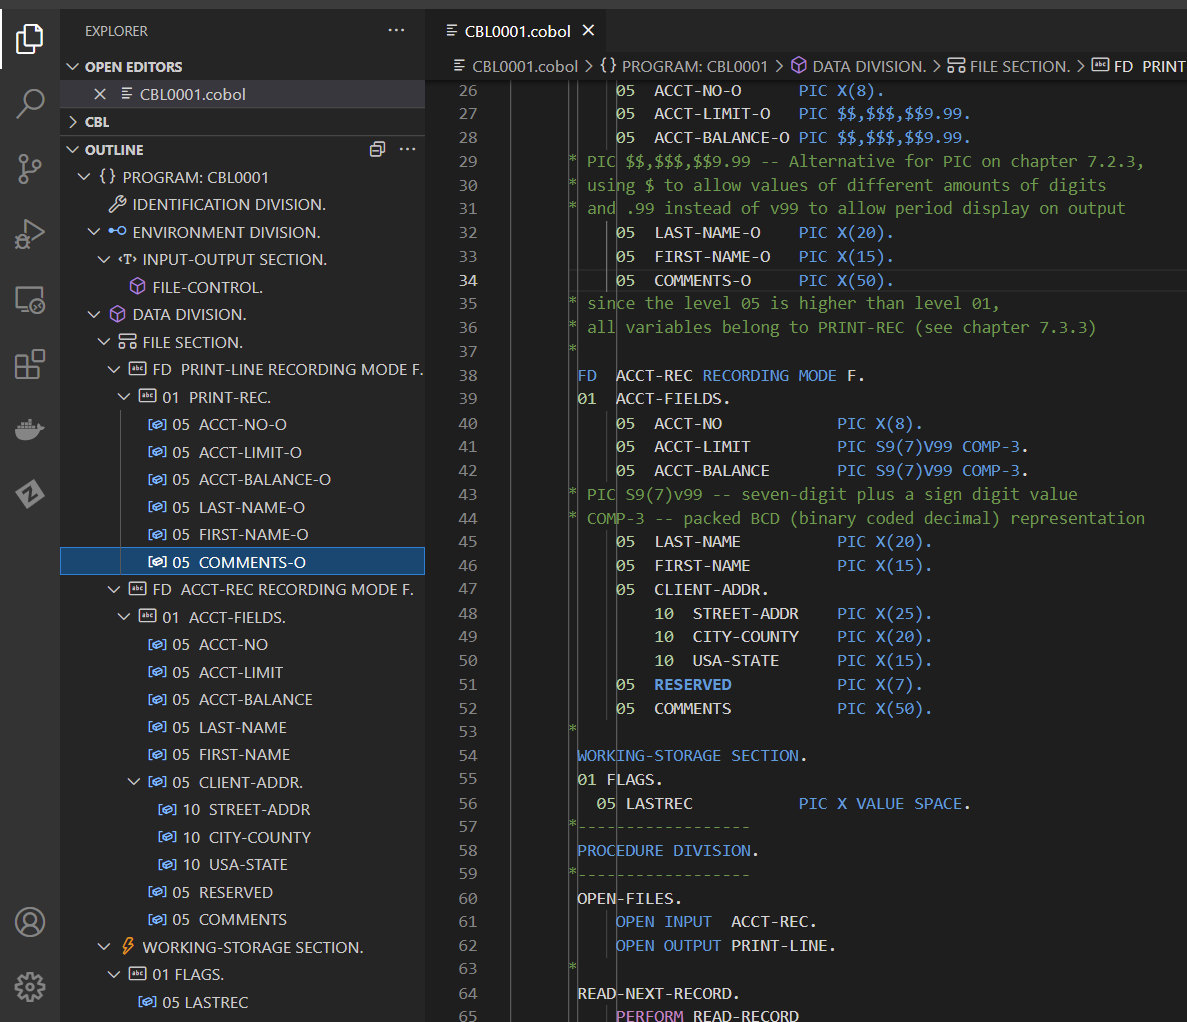 EXPLORER
OPEN EDITORS
CBL0001.cobol
CBL
OUTLINE
{} PROGRAM: CBL0001
IDENTIFICATION DIVISION.
ENVIRONMENT DIVISION.
INPUT-OUTPUT SECTION.
FILE-CONTROL.
DATA DIVISION.
FILE SECTION.
FD PRINT-LINE RECORDING MODE F.
01 PRINT-REC.
05 ACCT-NO-O
05 ACCT-LIMIT-O
05 ACCT-BALANCE-O
05 LAST-NAME-O
05 FIRST-NAME-O
05 COMMENTS-O
FD ACCT-REC RECORDING MODE F.
01 ACCT-FIELDS.
05 ACCT-NO
05 ACCT-LIMIT
05 ACCT-BALANCE
05 LAST-NAME
05 FIRST-NAME
05 CLIENT-ADDR.
10 STREET-ADDR
10 CITY-COUNTY
10 USA-STATE
05 RESERVED
05 COMMENTS
WORKING-STORAGE SECTION.
01 FLAGS.
05 LASTREC
CBL0001.cobol
CBL0001.cobol > {} PROGRAM: CBL0001 > DATA DIVISION. > FILE SECTION. > FD PRINT
26 05 ACCT-NO-O PIC X(8).
27 05 ACCT-LIMIT-O PIC $$,$$$,$$9.99.
28 05 ACCT-BALANCE-O PIC $$,$$$,$$9.99.
29 * PIC $$,$$$,$$9.99 -- Alternative for PIC on chapter 7.2.3,
30 * using $ to allow values of different amounts of digits
31 * and .99 instead of v99 to allow period display on output
32 05 LAST-NAME-O PIC X(20).
33 05 FIRST-NAME-O PIC X(15).
34 05 COMMENTS-O PIC X(50).
35 * since the level 05 is higher than level 01,
36 * all variables belong to PRINT-REC (see chapter 7.3.3)
37 *
38 FD ACCT-REC RECORDING MODE F.
39 01 ACCT-FIELDS.
40 05 ACCT-NO PIC X(8).
41 05 ACCT-LIMIT PIC S9(7)V99 COMP-3.
42 05 ACCT-BALANCE PIC S9(7)V99 COMP-3.
43 * PIC S9(7)v99 -- seven-digit plus a sign digit value
44 * COMP-3 -- packed BCD (binary coded decimal) representation
45 05 LAST-NAME PIC X(20).
46 05 FIRST-NAME PIC X(15).
47 05 CLIENT-ADDR.
48 10 STREET-ADDR PIC X(25).
49 10 CITY-COUNTY PIC X(20).
50 10 USA-STATE PIC X(15).
51 05 RESERVED PIC X(7).
52 05 COMMENTS PIC X(50).
53 *
54 WORKING-STORAGE SECTION.
55 01 FLAGS.
56 05 LASTREC PIC X VALUE SPACE.
57 *------------------
58 PROCEDURE DIVISION.
59 *------------------
60 OPEN-FILES.
61 OPEN INPUT ACCT-REC.
62 OPEN OUTPUT PRINT-LINE.
63 *
64 READ-NEXT-RECORD.
65 PERFORM READ-RECORD